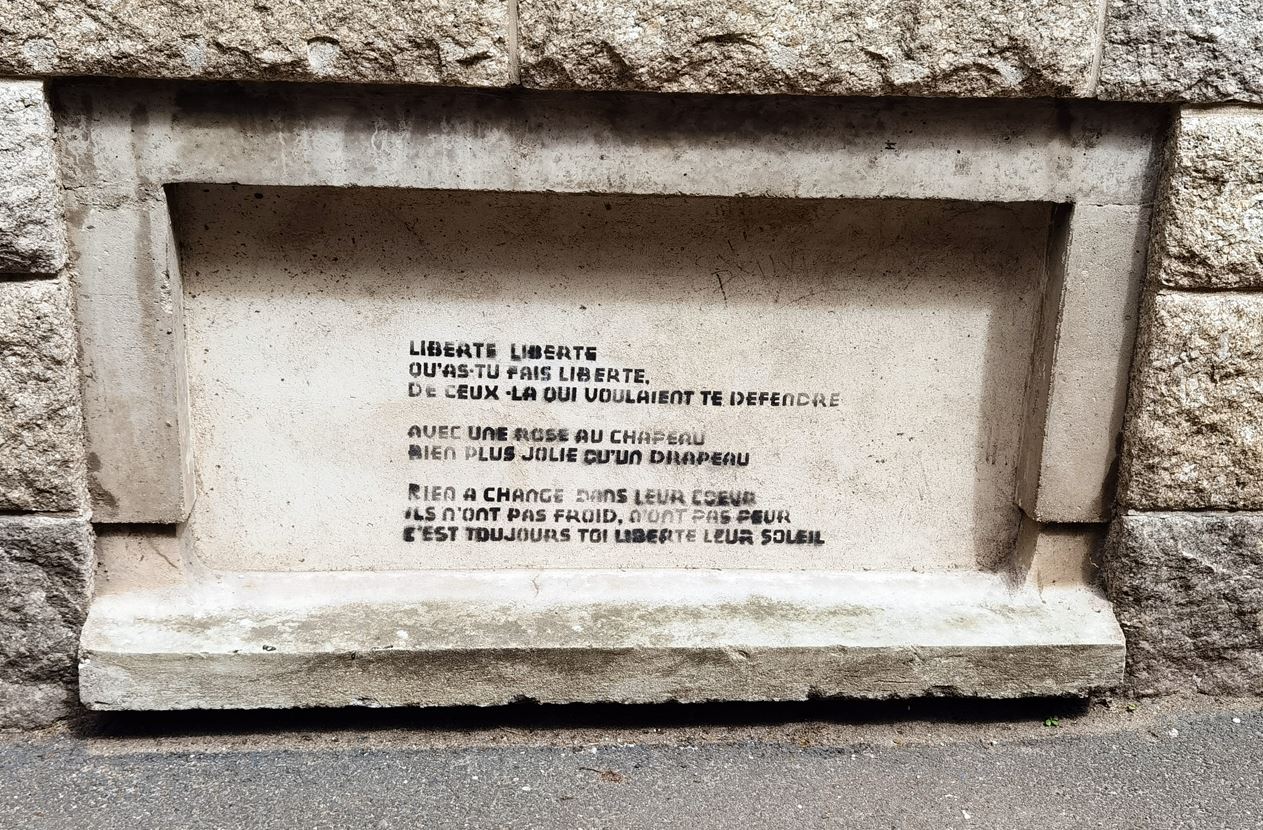 LIBERTE LIBERTE
QU'AS-TU FAIS LIBERTE,
DE CEUX -LA QUI VOULAIENT TE DEFENDRE
AVEC UNE ROSE AU CHAPEAU
BIEN PLUS JOLIE QU'UN DRAPEAU
RIEN A CHANGE DANS LEUR COEUR
ILS N'ONT PAS FROID, N'ONT PAS PEUR
C'EST TOUJOURS TOI LIBERTE LEUR SOLEIL